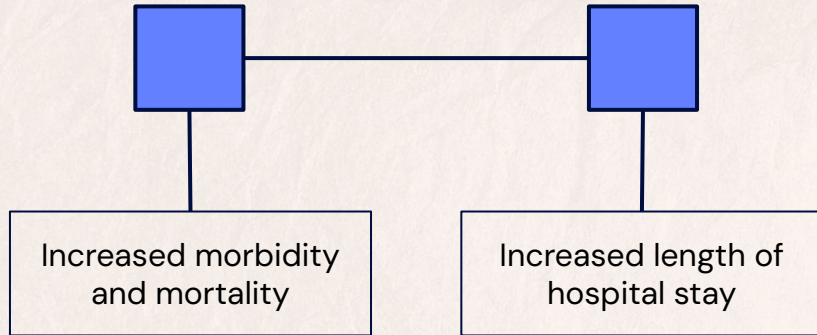 Increased morbidity
and mortality
Increased length of
hospital stay